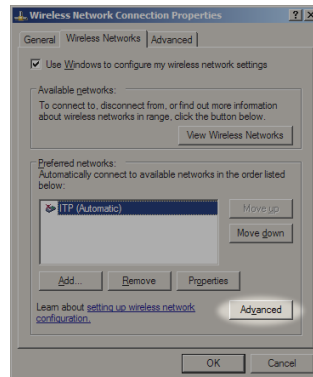 Wireless Network Connection Properties
General Wireless Networks Advanced
Use Windows to configure my wireless network settings
Available networks:
To connect to, disconnect from, or find out more information
about wireless networks in range, click the button below.
View Wireless Networks
Preferred networks:
Automatically connect to available networks in the order listed
below:
ITP (Automatic)
Move up
Move down
Add... Remove Properties
Learn about setting up wireless network
configuration.
Advanced
OK Cancel